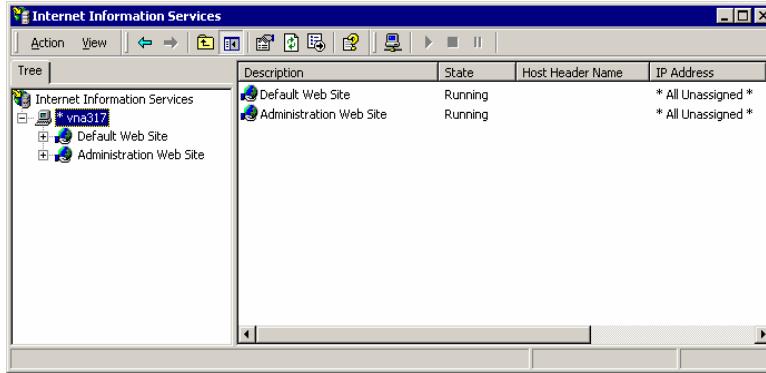 Internet Information Services
Action View
Tree
Internet Information Services
* vna317
Default Web Site
Administration Web Site
Description State Host Header Name IP Address
Default Web Site Running * All Unassigned *
Administration Web Site Running * All Unassigned *